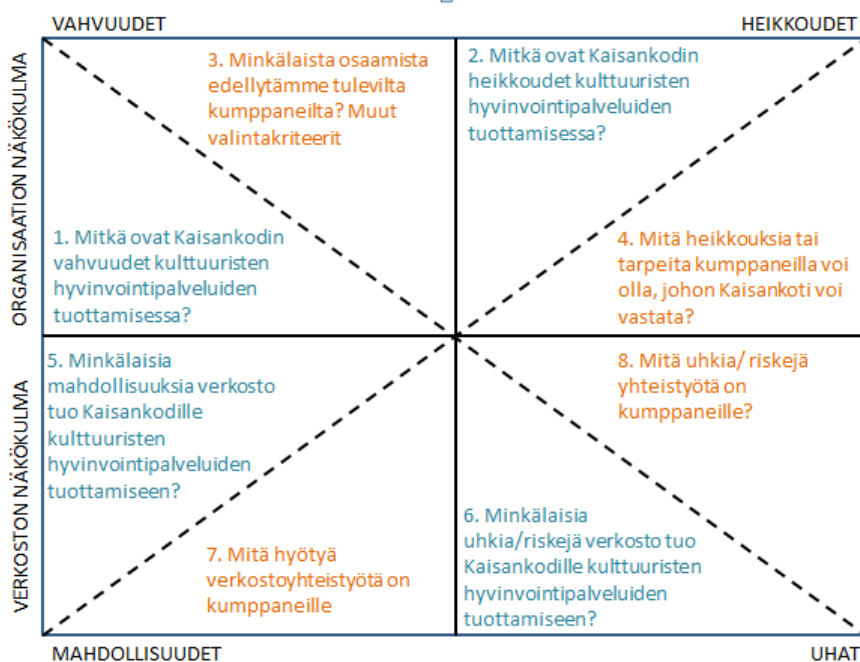 VAHVUUDET
HEIKKOUDET
ORGANISAATION NÄKÖKULMA
3. Minkälaista osaamista
edellytämme tulevilta
kumppaneilta? Muut
valintakriteerit
2. Mitkä ovat Kaisankodin
heikkoudet kulttuuristen
hyvinvointipalveluiden
tuottamisessa?
1. Mitkä ovat Kaisankodin
vahvuudet kulttuuristen
hyvinvointipalveluiden
tuottamisessa?
4. Mitä heikkouksia tai
tarpeita kumppaneilla voi
olla, johon Kaisankoti voi
vastata?
VERKOSTON NÄKÖKULMA
5. Minkälaisia
mahdollisuuksia verkosto
tuo Kaisankodille
kulttuuristen
hyvinvointipalveluiden
tuottamiseen?
8. Mitä uhkia/ riskejä
yhteistyötä on
kumppaneille?
7. Mitä hyötyä
verkostoyhteistyötä on
kumppaneille
6. Minkälaisia
uhkia/riskejä verkosto tuo
Kaisankodille kulttuuristen
hyvinvointipalveluiden
tuottamiseen?
MAHDOLLISUUDET
UHAT